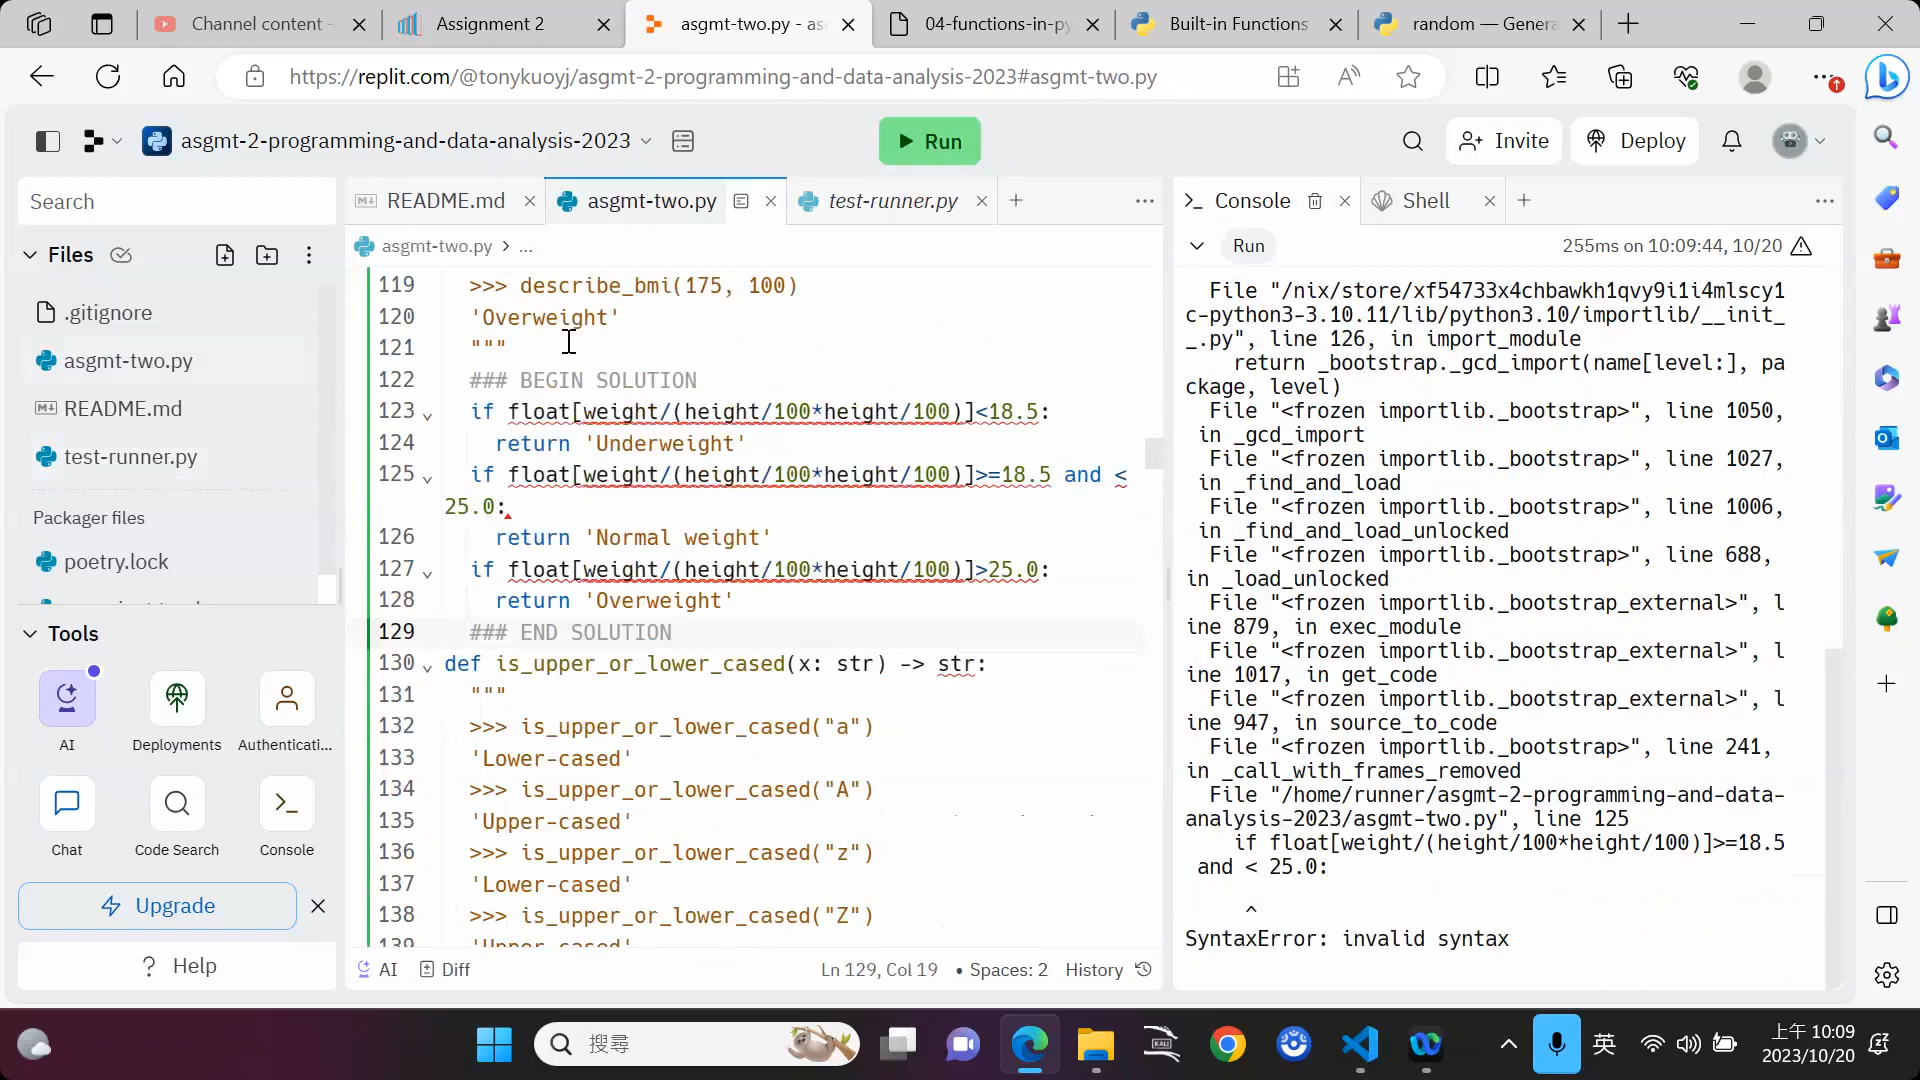 Channel content -
Assignment 2
asgmt-two.py - as
04-functions-in-p
Built-in Functions
random — Genera
https://replit.com/@tonykuoyj/asgmt-2-programming-and-data-analysis-2023#asgmt-two.py
asgmt-2-programming-and-data-analysis-2023
Run
Invite
Deploy
Search
Files
.gitignore
asgmt-two.py
README.md
test-runner.py
Packager files
poetry.lock
Tools
AI
Deployments
Authenticati...
Chat
Code Search
Console
Upgrade
? Help
README.md
asgmt-two.py
test-runner.py
asgmt-two.py > ...
119 >>> describe_bmi(175, 100)
120 'Overweight'
121 """
122 ### BEGIN SOLUTION
123 if float[weight/(height/100*height/100)]<18.5:
124 return 'Underweight'
125 if float[weight/(height/100*height/100)]>=18.5 and <
25.0:
126 return 'Normal weight'
127 if float[weight/(height/100*height/100)]>25.0:
128 return 'Overweight'
129 ### END SOLUTION
130 def is_upper_or_lower_cased(x: str) -> str:
131 """
132 >>> is_upper_or_lower_cased("a")
133 'Lower-cased'
134 >>> is_upper_or_lower_cased("A")
135 'Upper-cased'
136 >>> is_upper_or_lower_cased("z")
137 'Lower-cased'
138 >>> is_upper_or_lower_cased("Z")
139 'Upper-cased'
AI
Diff
Ln 129, Col 19
• Spaces: 2
History
Console
Shell
Run
255ms on 10:09:44, 10/20
File "/nix/store/xf54733x4chbawkh1qvy9i1i4mlscy1
c-python3-3.10.11/lib/python3.10/importlib/__init_
_.py", line 126, in import_module
return _bootstrap._gcd_import(name[level:], pa
ckage, level)
File "<frozen importlib._bootstrap>", line 1050,
in _gcd_import
File "<frozen importlib._bootstrap>", line 1027,
in _find_and_load
File "<frozen importlib._bootstrap>", line 1006,
in _find_and_load_unlocked
File "<frozen importlib._bootstrap>", line 688,
in _load_unlocked
File "<frozen importlib._bootstrap_external>", l
ine 879, in exec_module
File "<frozen importlib._bootstrap_external>", l
ine 1017, in get_code
File "<frozen importlib._bootstrap_external>", l
ine 947, in source_to_code
File "<frozen importlib._bootstrap>", line 241,
in _call_with_frames_removed
File "/home/runner/asgmt-2-programming-and-data-
analysis-2023/asgmt-two.py", line 125
if float[weight/(height/100*height/100)]>=18.5
and < 25.0:
^
SyntaxError: invalid syntax
搜尋
英
上午 10:09
2023/10/20